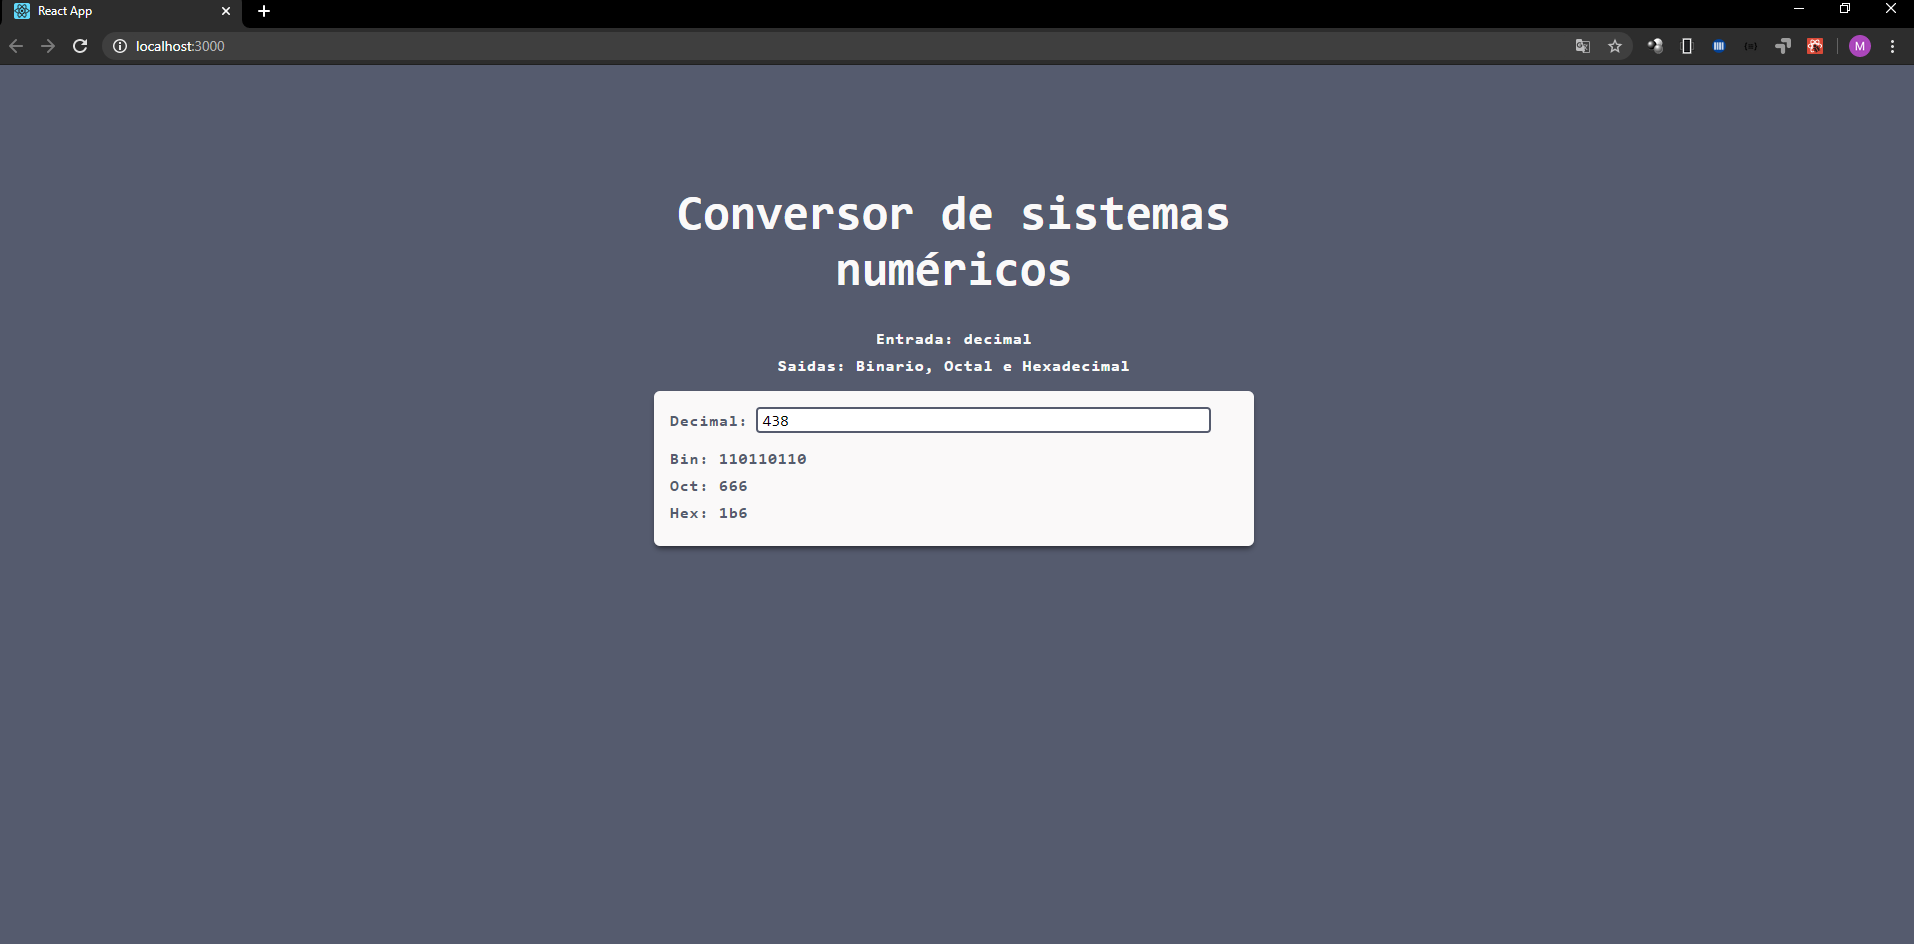 React App
localhost:3000
M
Conversor de sistemas
numéricos
Entrada: decimal
Saidas: Binario, Octal e Hexadecimal
Decimal: 438
Bin: 110110110
Oct: 666
Hex: 1b6